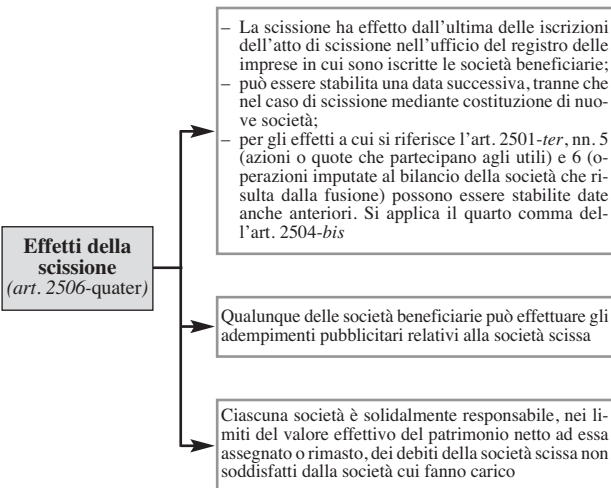 – La scissione ha effetto dall'ultima delle iscrizioni
dell'atto di scissione nell'ufficio del registro delle
imprese in cui sono iscritte le società beneficiarie;
– può essere stabilita una data successiva, tranne che
nel caso di scissione mediante costituzione di nuo-
ve società;
– per gli effetti a cui si riferisce l'art. 2501-ter, nn. 5
(azioni o quote che partecipano agli utili) e 6 (o-
perazioni imputate al bilancio della società che ri-
sulta dalla fusione) possono essere stabilite date
anche anteriori. Si applica il quarto comma del-
l'art. 2504-bis
Effetti della
scissione
(art. 2506-quater)
Qualunque delle società beneficiarie può effettuare gli
adempimenti pubblicitari relativi alla società scissa
Ciascuna società è solidalmente responsabile, nei li-
miti del valore effettivo del patrimonio netto ad essa
assegnato o rimasto, dei debiti della società scissa non
soddisfatti dalla società cui fanno carico